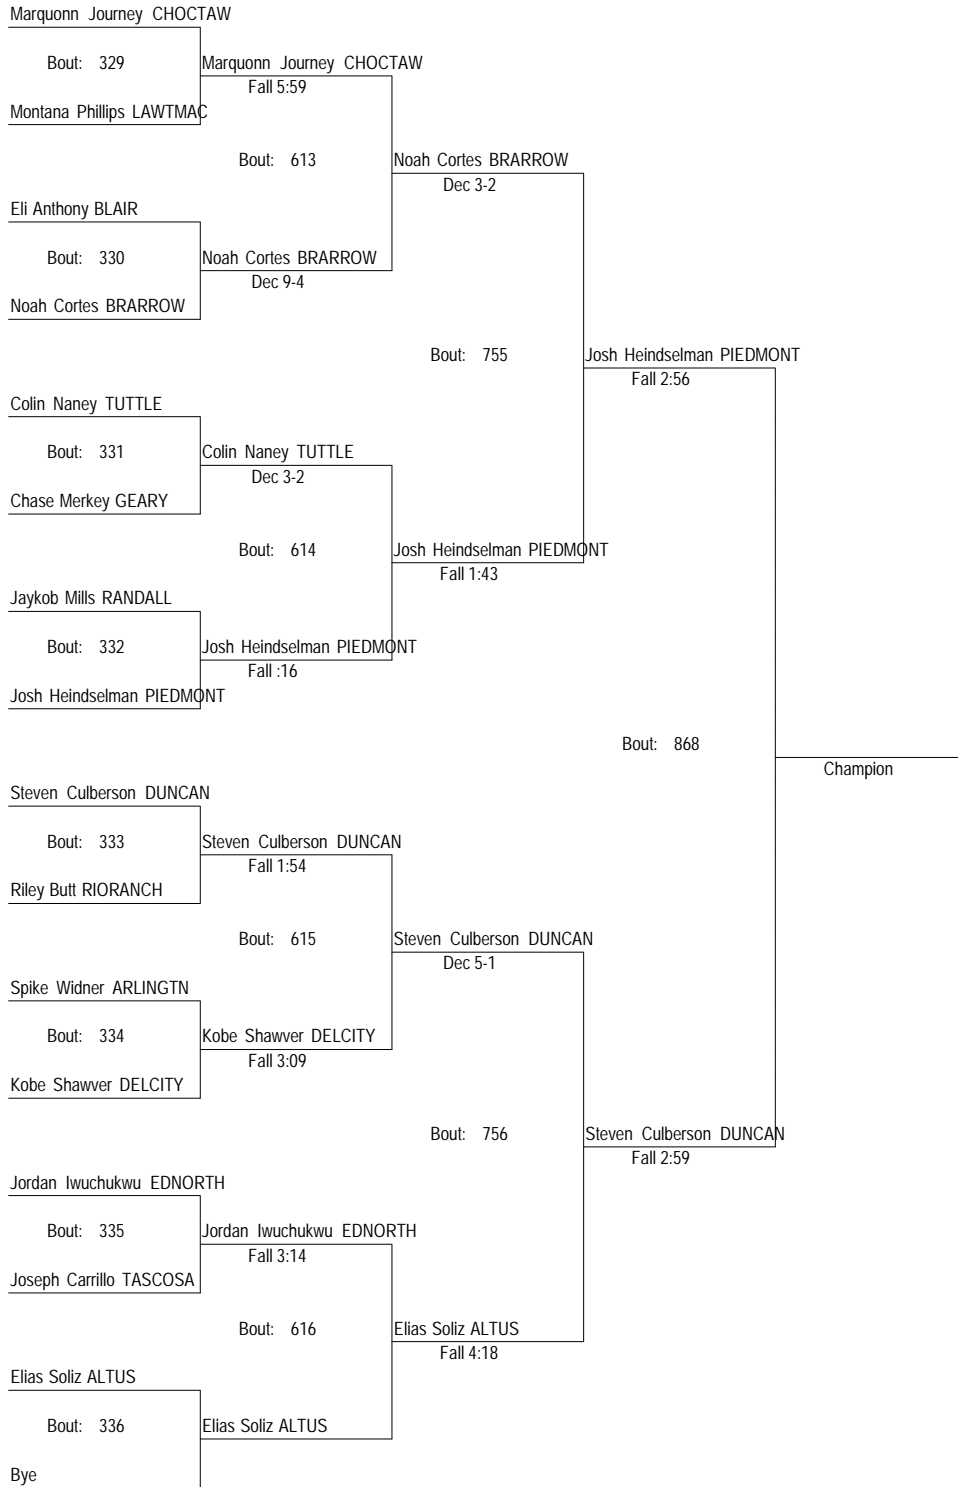 Marquonn Journey CHOCTAW
Bout: 329
Marquonn Journey CHOCTAW
Fall 5:59
Montana Phillips LAWTMAC
Bout: 613
Noah Cortes BRARROW
Dec 3-2
Eli Anthony BLAIR
Bout: 330
Noah Cortes BRARROW
Dec 9-4
Noah Cortes BRARROW
Bout: 755
Josh Heindselman PIEDMONT
Fall 2:56
Colin Naney TUTTLE
Bout: 331
Colin Naney TUTTLE
Dec 3-2
Chase Merkey GEARY
Bout: 614
Josh Heindselman PIEDMONT
Fall 1:43
Jaykob Mills RANDALL
Bout: 332
Josh Heindselman PIEDMONT
Fall :16
Josh Heindselman PIEDMONT
Bout: 868
Champion
Steven Culberson DUNCAN
Bout: 333
Steven Culberson DUNCAN
Fall 1:54
Riley Butt RIORANCH
Bout: 615
Steven Culberson DUNCAN
Dec 5-1
Spike Widner ARLINGTN
Bout: 334
Kobe Shawver DELCITY
Fall 3:09
Kobe Shawver DELCITY
Bout: 756
Steven Culberson DUNCAN
Fall 2:59
Jordan Iwuchukwu EDNORTH
Bout: 335
Jordan Iwuchukwu EDNORTH
Fall 3:14
Joseph Carrillo TASCOSA
Bout: 616
Elias Soliz ALTUS
Fall 4:18
Elias Soliz ALTUS
Bout: 336
Elias Soliz ALTUS
Bye